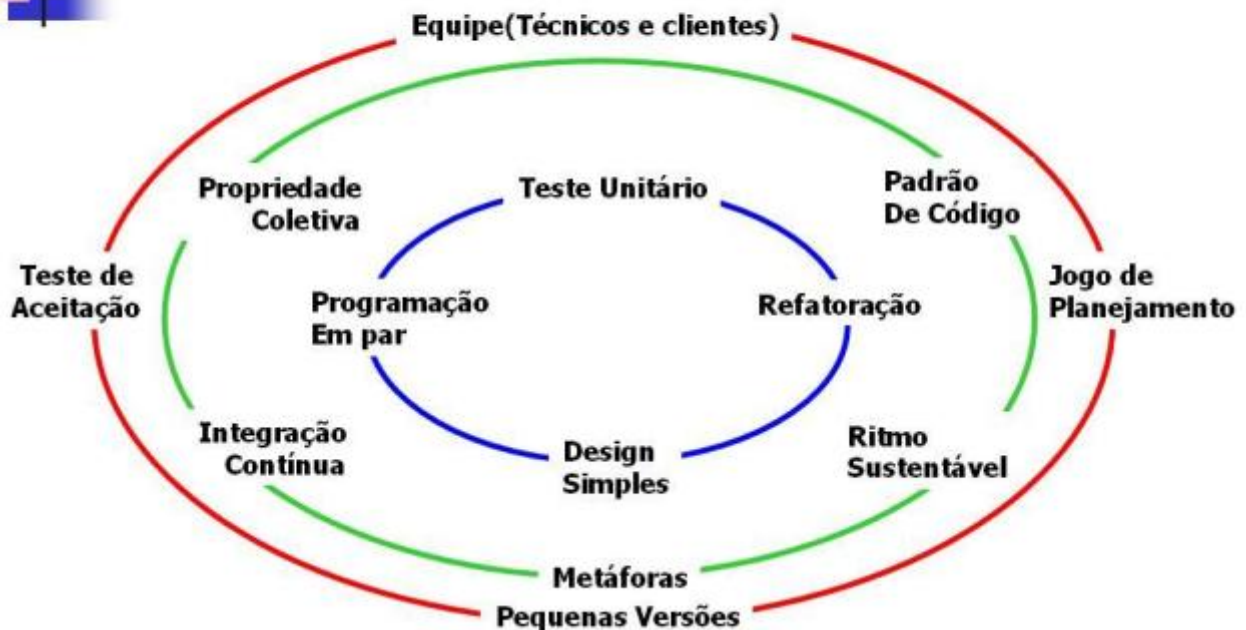 Equipe(Técnicos e clientes)
Propriedade
Coletiva
Teste Unitário
Padrão
De Código
Teste de
Aceitação
Programação
Em par
Refatoração
Jogo de
Planejamento
Integração
Contínua
Design
Simples
Ritmo
Sustentável
Metáforas
Pequenas Versões